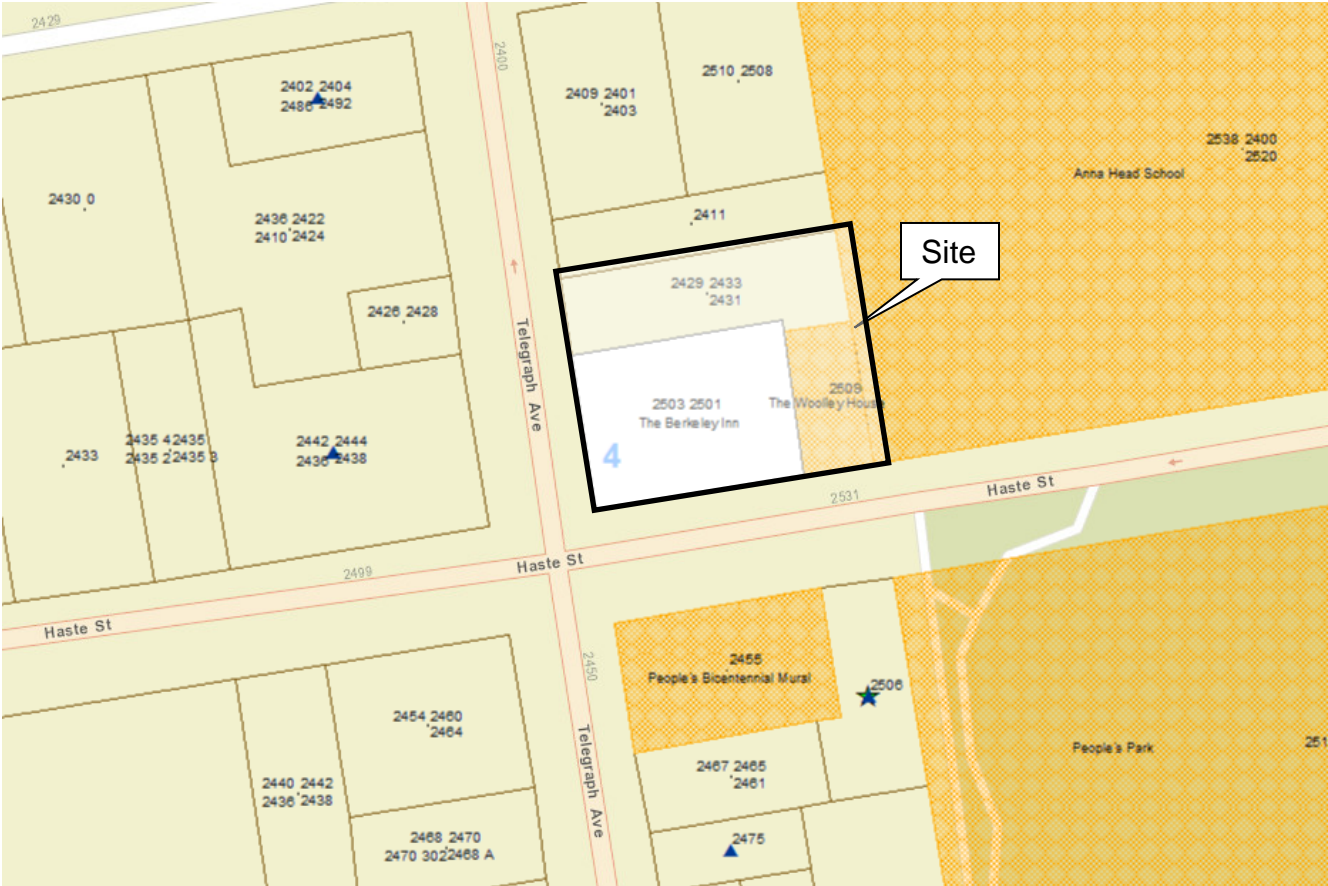 2429
2400
2402 2404
2486 2492
2409 2401
2403
2510 2508
2538 2400
2520
Anna Head School
2430 0
2436 2422
2410 2424
2411
Site
2429 2433
2431
2426 2428
Telegraph Ave
2509
The Woolley House
2503 2501
The Berkeley Inn
4
2433
2435 4 2435
2435 2 2435 3
2442 2444
2436 2438
2531
Haste St
Haste St
2499
Haste St
2450
2455
People's Bicentennial Mural
2506
2454 2460
2464
People's Park
251
Telegraph Ave
2467 2465
2461
2440 2442
2436 2438
2468 2470
2470 302 2468 A
2475